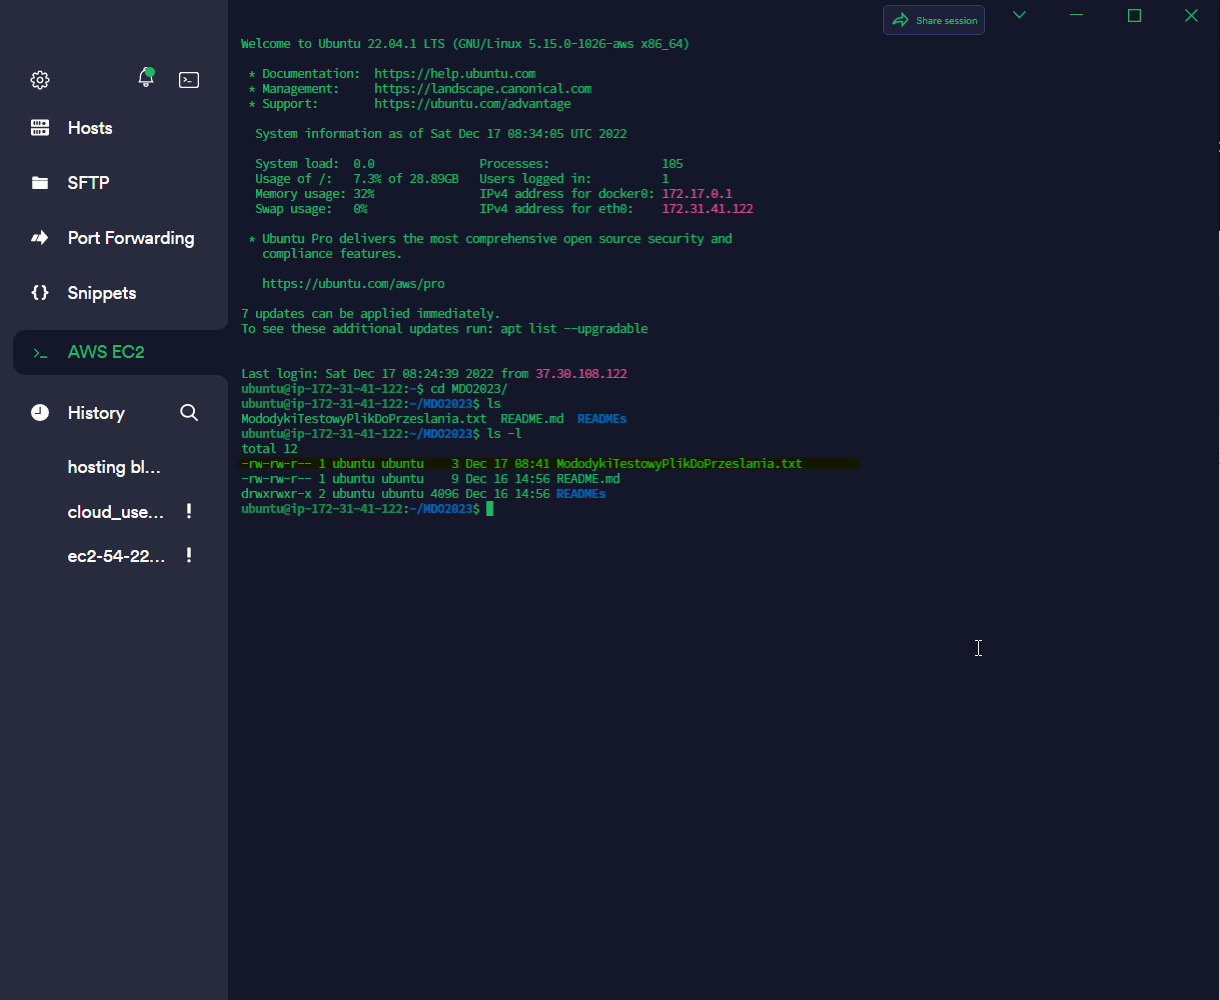 Share session
Hosts
SFTP
Port Forwarding
Snippets
AWS EC2
History
hosting bl...
cloud_use... !
ec2-54-22... !
Welcome to Ubuntu 22.04.1 LTS (GNU/Linux 5.15.0-1026-aws x86_64)
* Documentation:  https://help.ubuntu.com
* Management:     https://landscape.canonical.com
* Support:        https://ubuntu.com/advantage
System information as of Sat Dec 17 08:34:05 UTC 2022
System load:  0.0               Processes:                105
Usage of /:   7.3% of 28.89GB   Users logged in:          1
Memory usage: 32%               IPv4 address for docker0: 172.17.0.1
Swap usage:   0%                IPv4 address for eth0:    172.31.41.122
* Ubuntu Pro delivers the most comprehensive open source security and
compliance features.
https://ubuntu.com/aws/pro
7 updates can be applied immediately.
To see these additional updates run: apt list --upgradable
Last login: Sat Dec 17 08:24:39 2022 from 37.30.108.122
ubuntu@ip-172-31-41-122:~$ cd MDO2023/
ubuntu@ip-172-31-41-122:~/MDO2023$ ls
MododykiTestowyPlikDoPrzeslania.txt  README.md  READMEs
ubuntu@ip-172-31-41-122:~/MDO2023$ ls -l
total 12
-rw-rw-r-- 1 ubuntu ubuntu    3 Dec 17 08:41 MododykiTestowyPlikDoPrzeslania.txt
-rw-rw-r-- 1 ubuntu ubuntu    9 Dec 16 14:56 README.md
drwxrwxr-x 2 ubuntu ubuntu 4096 Dec 16 14:56 READMEs
ubuntu@ip-172-31-41-122:~/MDO2023$